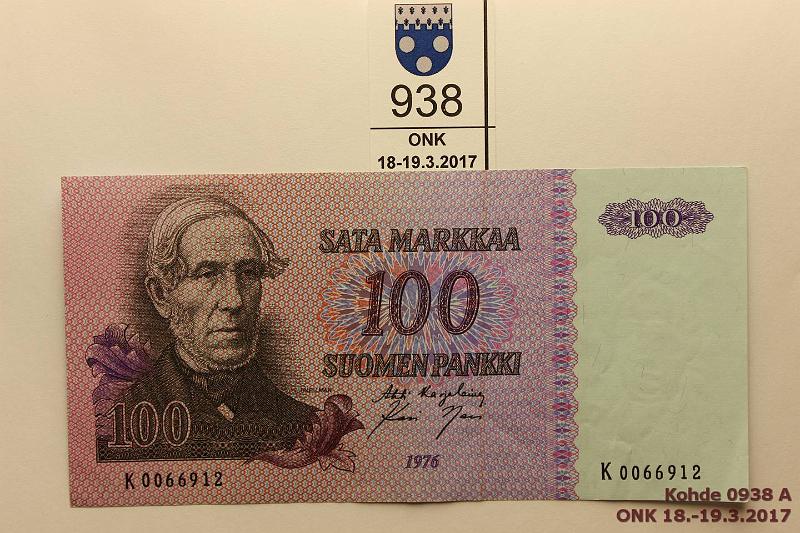 938
ONK
18-19.3.2017
100
SATA MARKKAA
100
SUOMEN PANKKI
100
1976
K 0066912
K 0066912
Kohde 0938 A
ONK 18.-19.3.2017